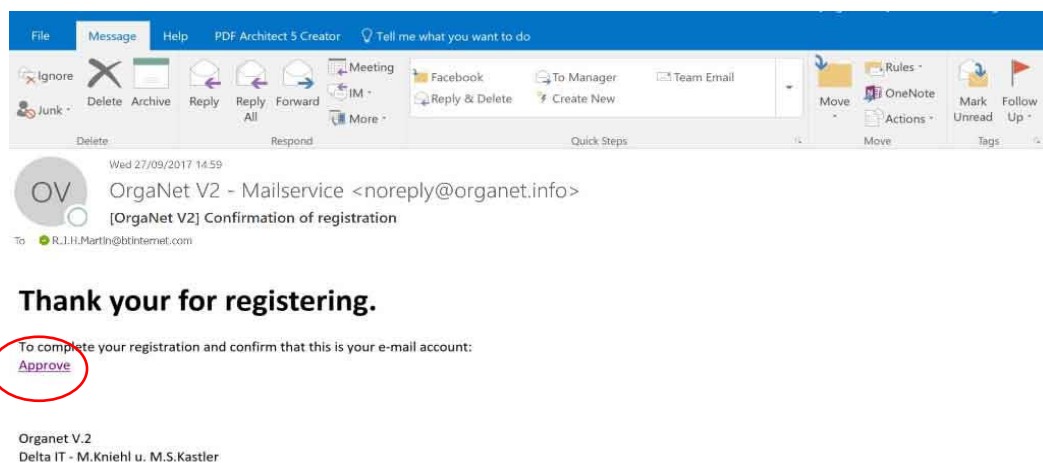 File Message Help PDF Architect 5 Creator Tell me what you want to do
Ignore
Junk
Delete Archive
Reply Reply All Forward
Meeting
IM
More
Facebook To Manager Team Email
Reply & Delete Create New
Move
Rules
OneNote
Actions
Mark Unread Follow Up
Delete Respond Quick Steps Move Tags
Wed 27/09/2017 14:59
OV
OrgaNet V2 - Mailservice <noreply@organet.info>
[OrgaNet V2] Confirmation of registration
To R.J.H.Martin@btinternet.com
Thank your for registering.
To complete your registration and confirm that this is your e-mail account:
Approve
Organet V.2
Delta IT - M.Kniehl u. M.S.Kastler